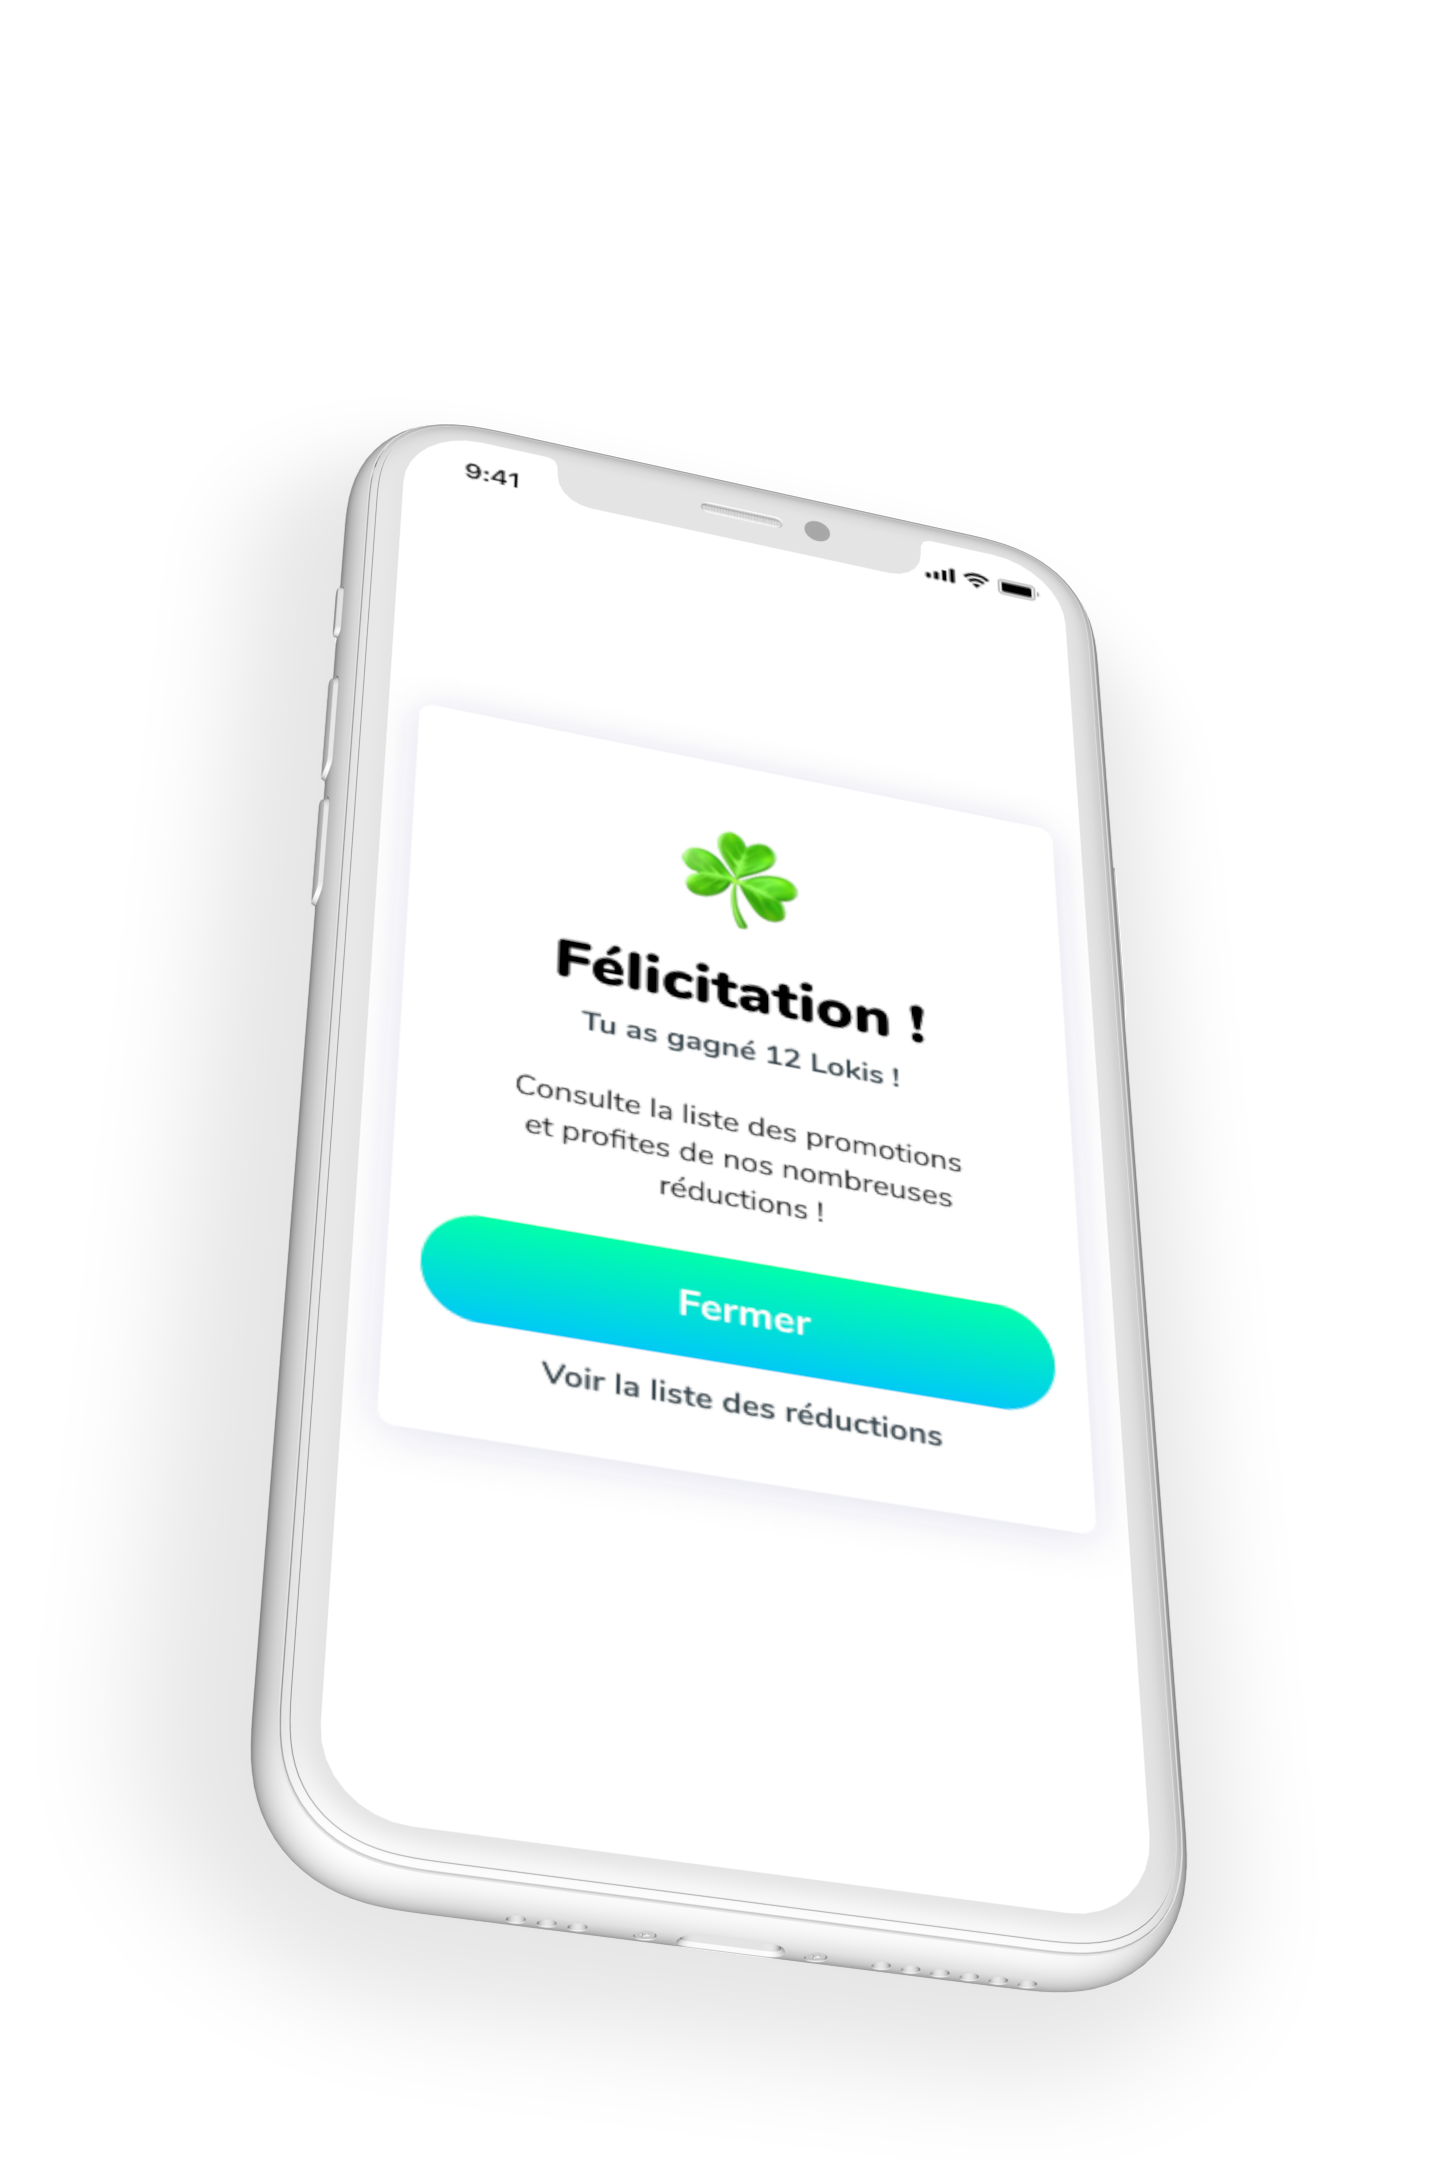 9:41
Félicitation !
Tu as gagné 12 Lokis !
Consulte la liste des promotions
et profites de nos nombreuses
réductions !
Fermer
Voir la liste des réductions